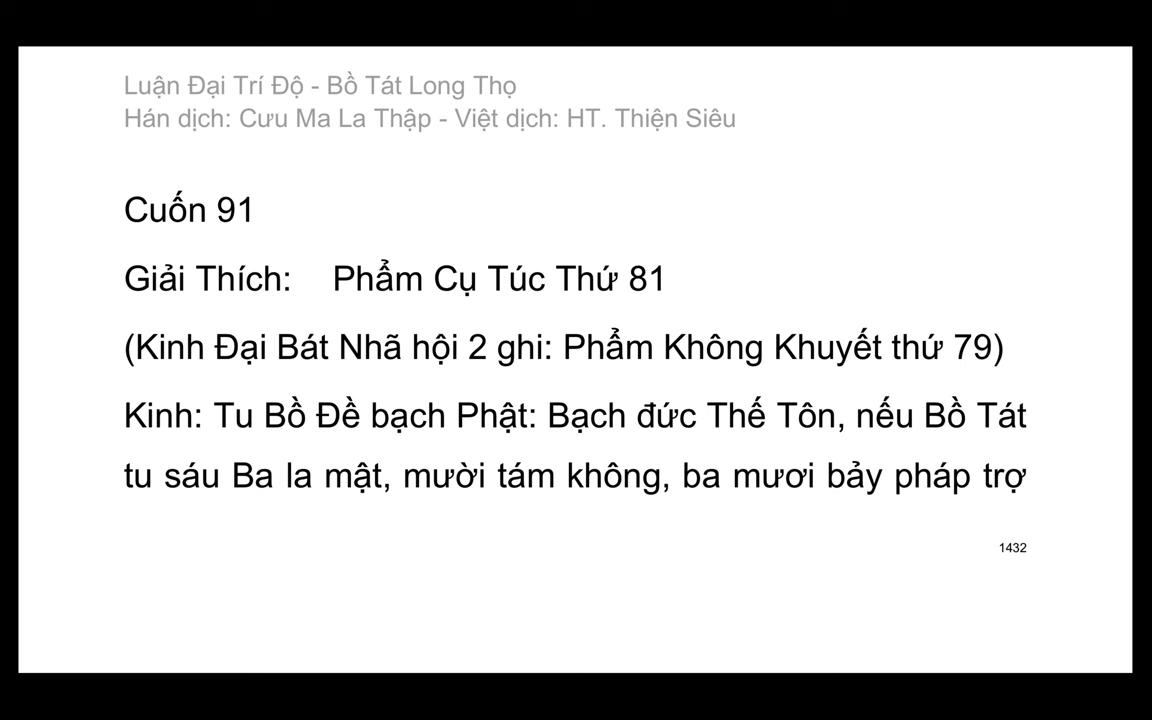 Luận Đại Trí Độ - Bồ Tát Long Thọ
Hán dịch: Cưu Ma La Thập - Việt dịch: HT. Thiện Siêu
Cuốn 91
Giải Thích: Phẩm Cụ Túc Thứ 81
(Kinh Đại Bát Nhã hội 2 ghi: Phẩm Không Khuyết thứ 79)
Kinh: Tu Bồ Đề bạch Phật: Bạch đức Thế Tôn, nếu Bồ Tát
tu sáu Ba la mật, mười tám không, ba mươi bảy pháp trợ
1432